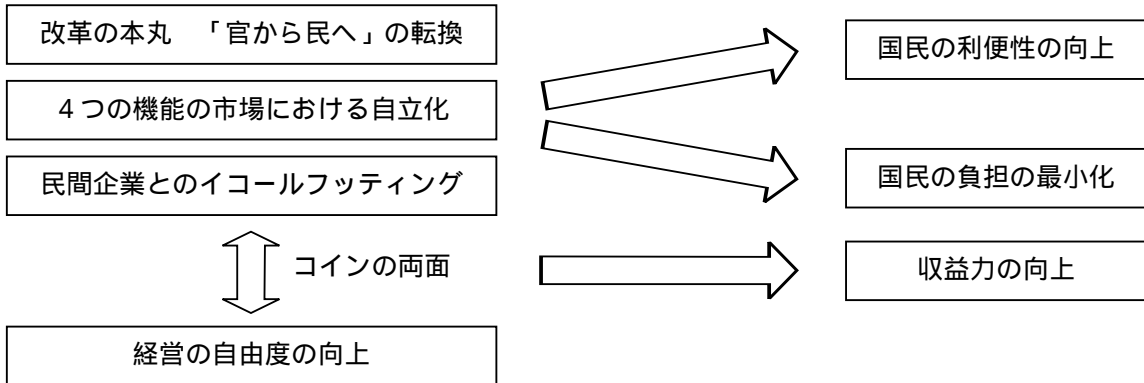 改革の本丸　「官から民へ」の転換
４つの機能の市場における自立化
民間企業とのイコールフッティング
コインの両面
経営の自由度の向上
国民の利便性の向上
国民の負担の最小化
収益力の向上